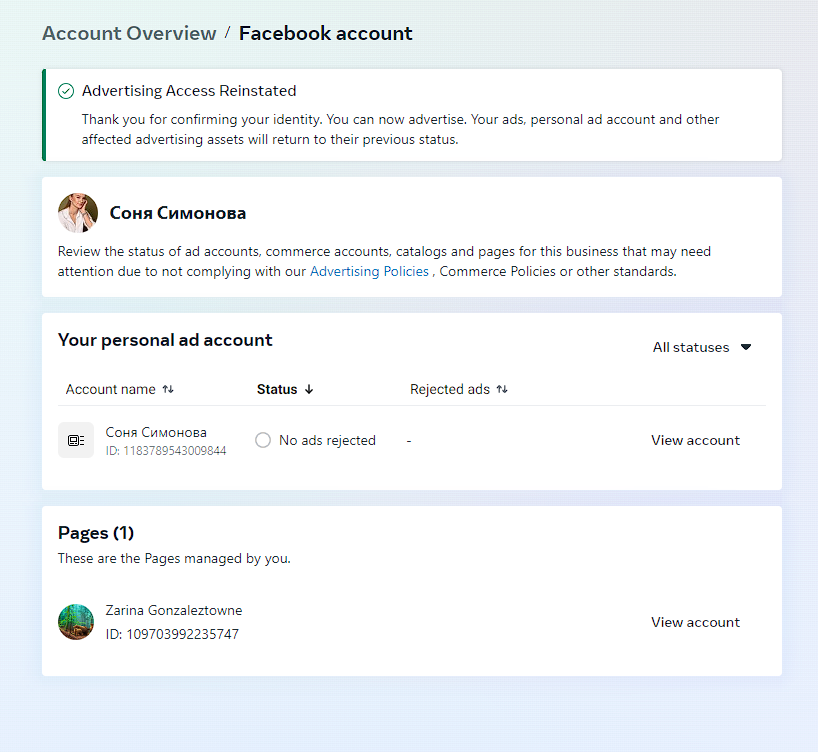 Account Overview / Facebook account
Advertising Access Reinstated
Thank you for confirming your identity. You can now advertise. Your ads, personal ad account and other
affected advertising assets will return to their previous status.
Соня Симонова
Review the status of ad accounts, commerce accounts, catalogs and pages for this business that may need
attention due to not complying with our Advertising Policies , Commerce Policies or other standards.
Your personal ad account
All statuses
Account name Status Rejected ads
Соня Симонова
ID: 1183789543009844
No ads rejected - View account
Pages (1)
These are the Pages managed by you.
Zarina Gonzaleztowne
ID: 109703992235747
View account